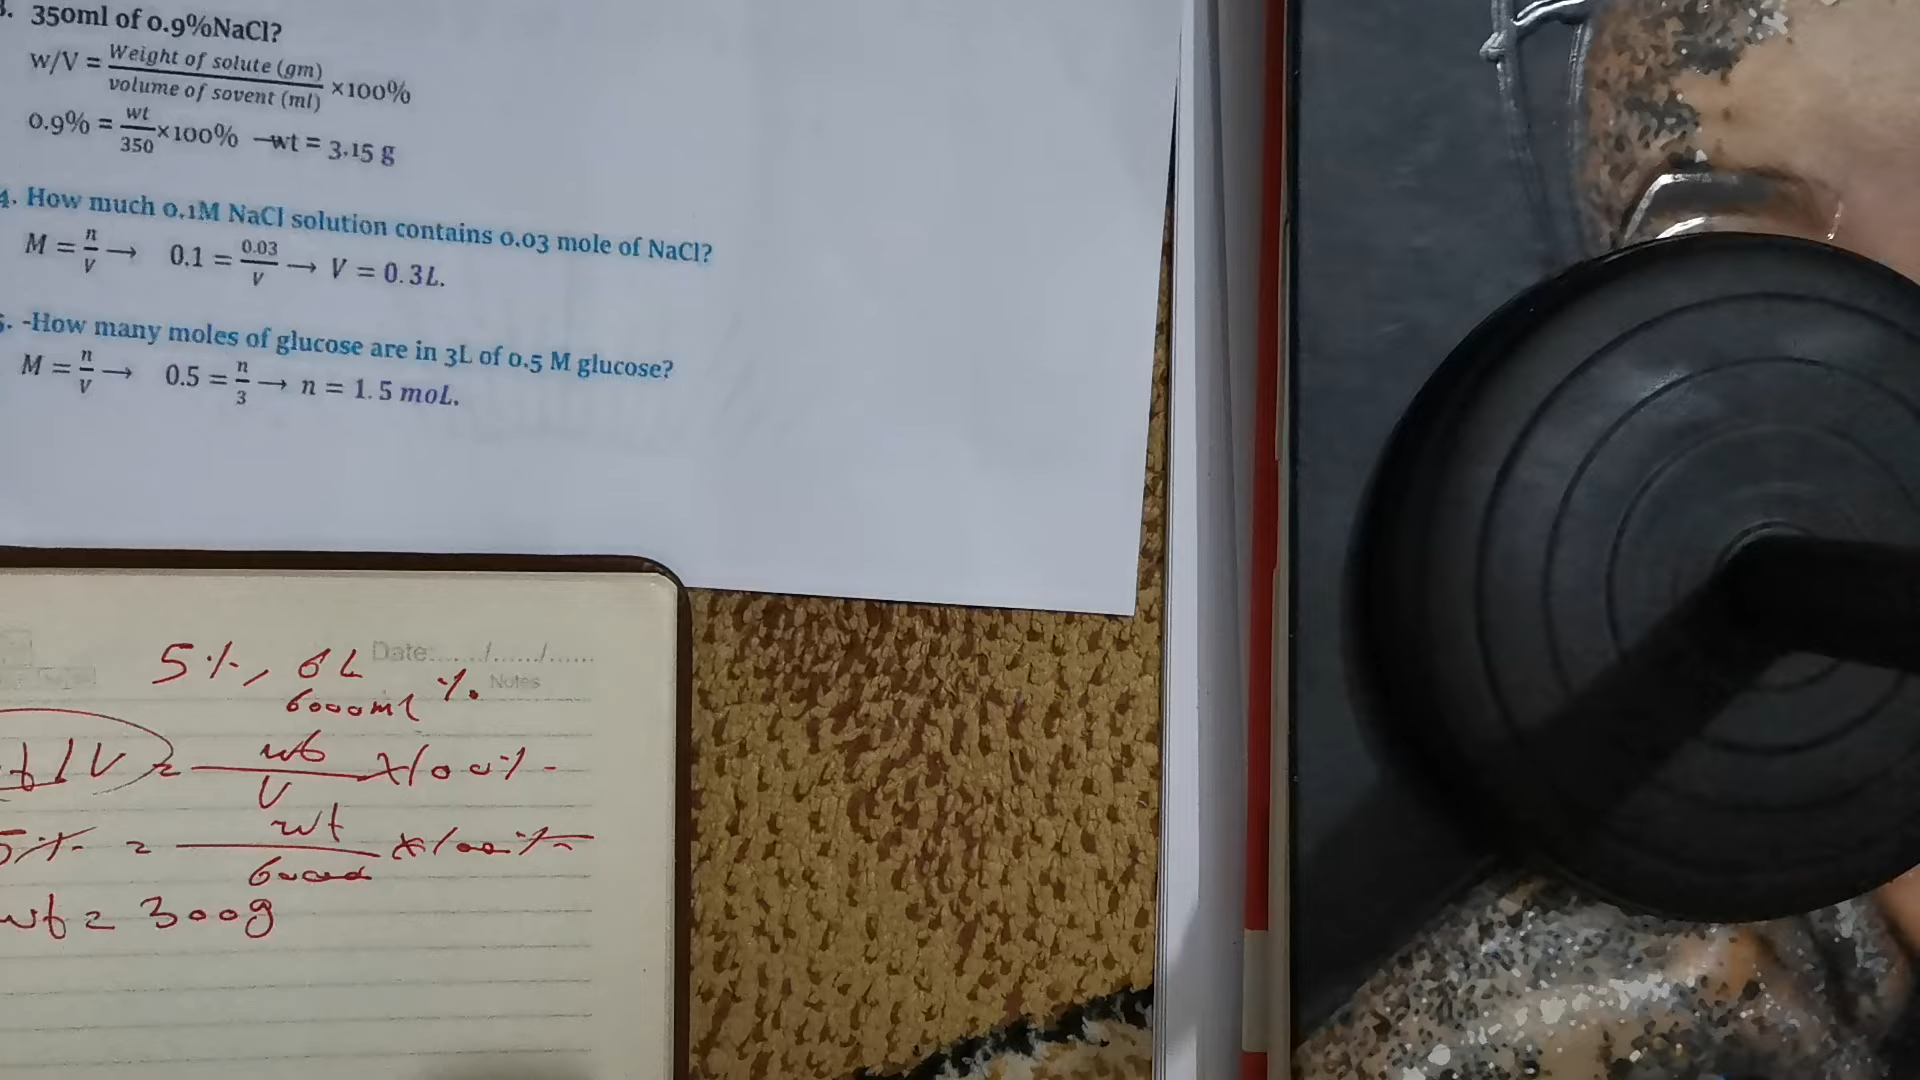 350ml of 0.9%NaCl?
w/V = Weight of solute (gm) / volume of sovent (ml) ×100%
0.9% = wt / 350 ×100% → wt = 3.15 g
4. How much 0.1M NaCl solution contains 0.03 mole of NaCl?
M = n / V → 0.1 = 0.03 / V → V = 0.3L.
5. -How many moles of glucose are in 3L of 0.5 M glucose?
M = n / V → 0.5 = n / 3 → n = 1.5 moL.
Date: ....../....../......
5%, 6L
Notes
6000ml %.
/V = wt / V ×100%
5% = wt / 6000 ×100%
wt = 300g